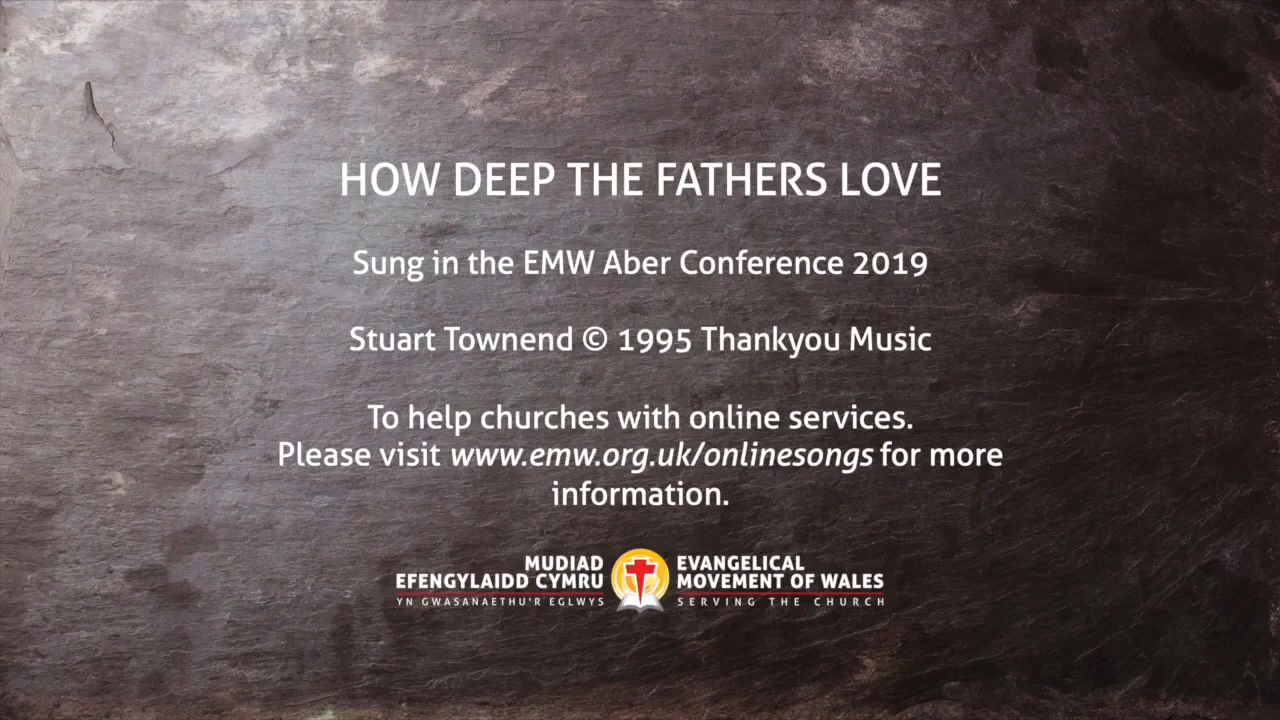 HOW DEEP THE FATHERS LOVE
Sung in the EMW Aber Conference 2019
Stuart Townend © 1995 Thankyou Music
To help churches with online services.
Please visit www.emw.org.uk/onlinesongs for more
information.
MUDIAD
EFENGYLAIDD CYMRU
YN GWASANAETHU'R EGLWYS
EVANGELICAL
MOVEMENT OF WALES
SERVING THE CHURCH